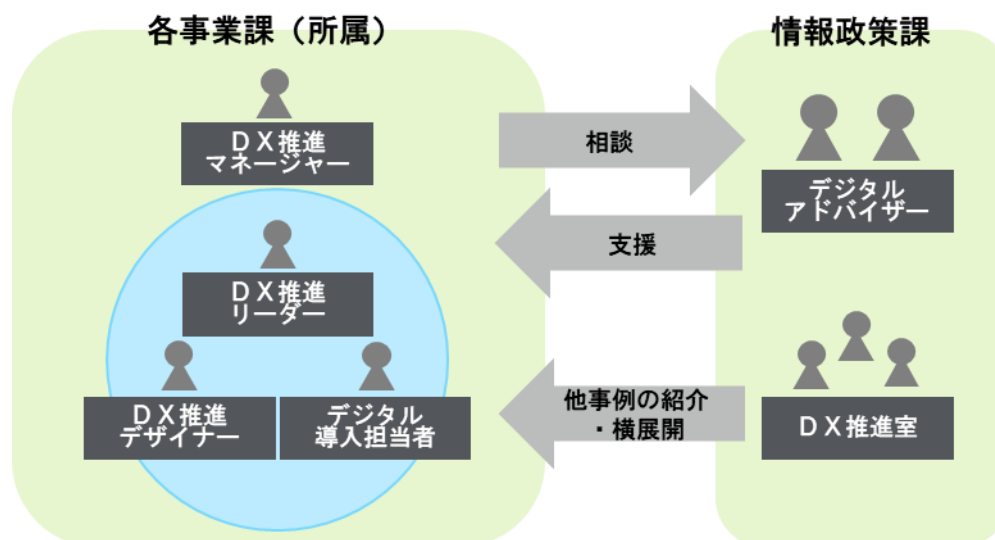 各事業課（所属）
ＤＸ推進
マネージャー
ＤＸ推進
リーダー
ＤＸ推進
デザイナー
デジタル
導入担当者
相談
支援
他事例の紹介
・横展開
情報政策課
デジタル
アドバイザー
ＤＸ推進室